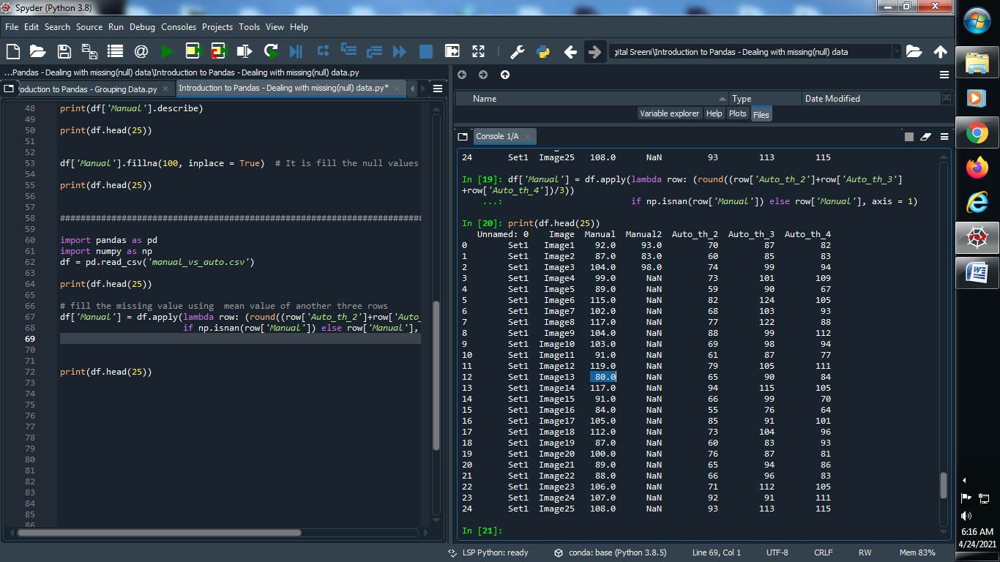 Spyder (Python 3.8)
File Edit Search Source Run Debug Consoles Projects Tools View Help
gital Sreeni\Introduction to Pandas - Dealing with missing(null) data
...Pandas - Dealing with missing(null) data\Introduction to Pandas - Dealing with missing(null) data.py
oduction to Pandas - Grouping Data.py
Introduction to Pandas - Dealing with missing(null) data.py*
48 print(df['Manual'].describe)
49
50 print(df.head(25))
51
52
53 df['Manual'].fillna(100, inplace = True)  # It is fill the null values
54
55 print(df.head(25))
56
57
58 ######################################################################
59
60 import pandas as pd
61 import numpy as np
62 df = pd.read_csv('manual_vs_auto.csv')
63
64 print(df.head(25))
65
66 # fill the missing value using  mean value of another three rows
67 df['Manual'] = df.apply(lambda row: (round((row['Auto_th_2']+row['Auto_
68 if np.isnan(row['Manual']) else row['Manual'],
69
70
71
72 print(df.head(25))
73
74
75
76
77
78
79
80
81
82
83
84
85
86
Name Type Date Modified
Variable explorer Help Plots Files
Console 1/A
24 Set1 Image25 108.0 NaN 93 113 115
In [19]: df['Manual'] = df.apply(lambda row: (round((row['Auto_th_2']+row['Auto_th_3']
+row['Auto_th_4'])/3))
...: if np.isnan(row['Manual']) else row['Manual'], axis = 1)
In [20]: print(df.head(25))
Unnamed: 0 Image Manual Manual2 Auto_th_2 Auto_th_3 Auto_th_4
0 Set1 Image1 92.0 93.0 70 87 82
1 Set1 Image2 87.0 83.0 60 85 83
2 Set1 Image3 104.0 98.0 74 99 94
3 Set1 Image4 99.0 NaN 73 101 109
4 Set1 Image5 89.0 NaN 59 90 67
5 Set1 Image6 115.0 NaN 82 124 105
6 Set1 Image7 102.0 NaN 68 103 93
7 Set1 Image8 117.0 NaN 77 122 88
8 Set1 Image9 104.0 NaN 88 99 112
9 Set1 Image10 103.0 NaN 69 98 94
10 Set1 Image11 91.0 NaN 61 87 77
11 Set1 Image12 119.0 NaN 79 105 111
12 Set1 Image13 80.0 NaN 65 90 84
13 Set1 Image14 117.0 NaN 94 115 105
14 Set1 Image15 91.0 NaN 66 99 70
15 Set1 Image16 84.0 NaN 55 76 64
16 Set1 Image17 105.0 NaN 85 91 101
17 Set1 Image18 112.0 NaN 73 104 96
18 Set1 Image19 87.0 NaN 60 83 93
19 Set1 Image20 100.0 NaN 76 87 81
20 Set1 Image21 89.0 NaN 65 94 86
21 Set1 Image22 88.0 NaN 66 96 83
22 Set1 Image23 106.0 NaN 71 112 105
23 Set1 Image24 107.0 NaN 92 91 111
24 Set1 Image25 108.0 NaN 93 113 115
In [21]:
LSP Python: ready conda: base (Python 3.8.5) Line 69, Col 1 UTF-8 CRLF RW Mem 83%
6:16 AM
4/24/2021